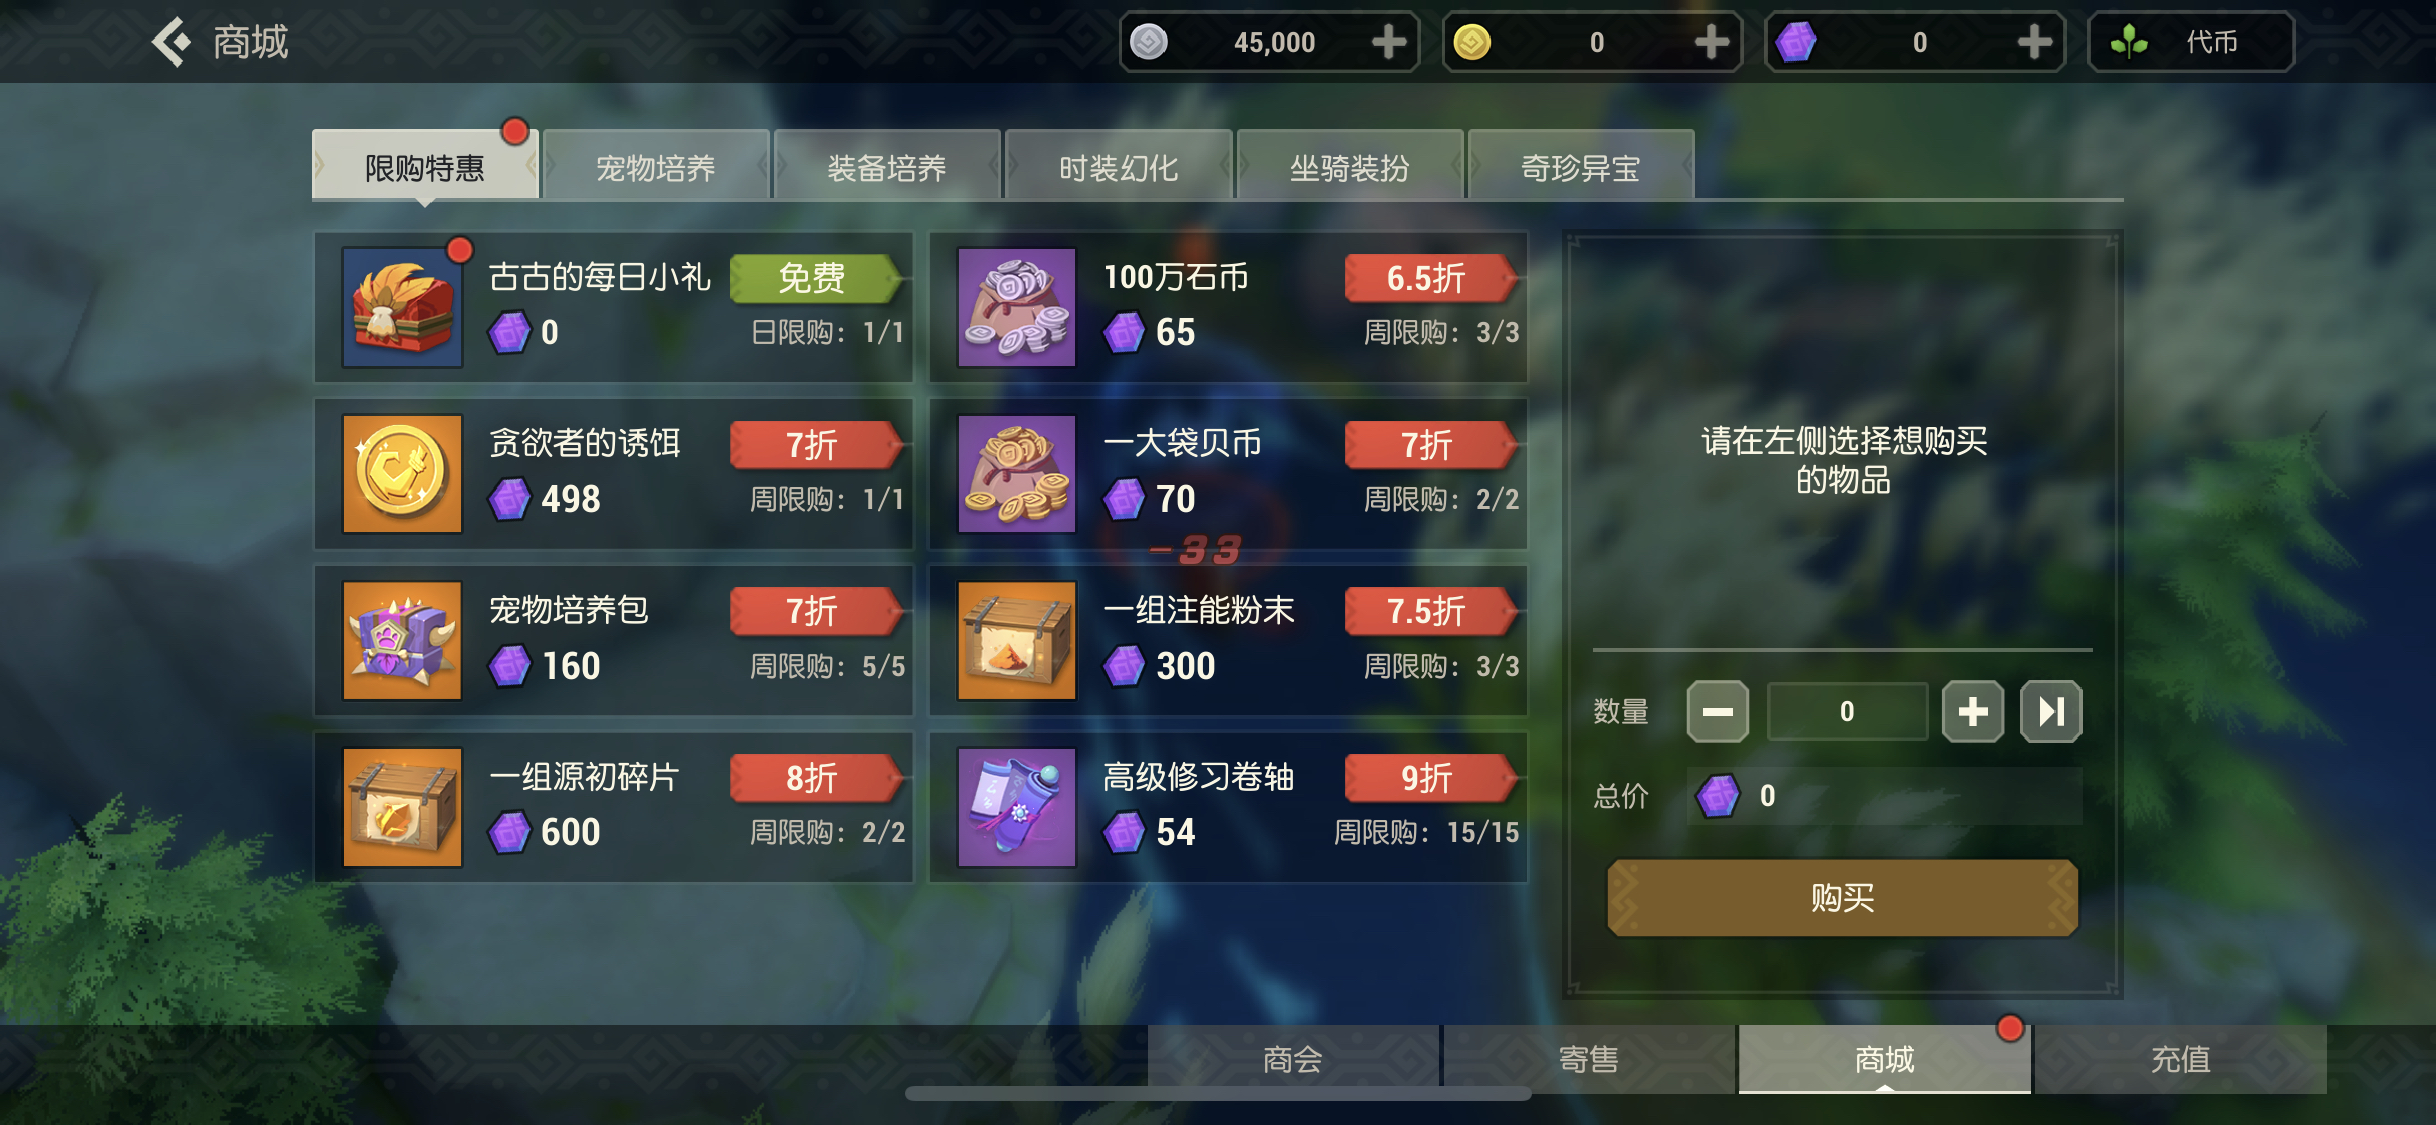 商城
45,000
0
0
代币
限购特惠
宠物培养
装备培养
时装幻化
坐骑装扮
奇珍异宝
古古的每日小礼
免费
0
日限购：1/1
100万石币
6.5折
65
周限购：3/3
贪欲者的诱饵
7折
498
周限购：1/1
一大袋贝币
7折
70
周限购：2/2
-33
宠物培养包
7折
160
周限购：5/5
一组注能粉末
7.5折
300
周限购：3/3
一组源初碎片
8折
600
周限购：2/2
高级修习卷轴
9折
54
周限购：15/15
请在左侧选择想购买
的物品
数量
0
总价
0
购买
商会
寄售
商城
充值